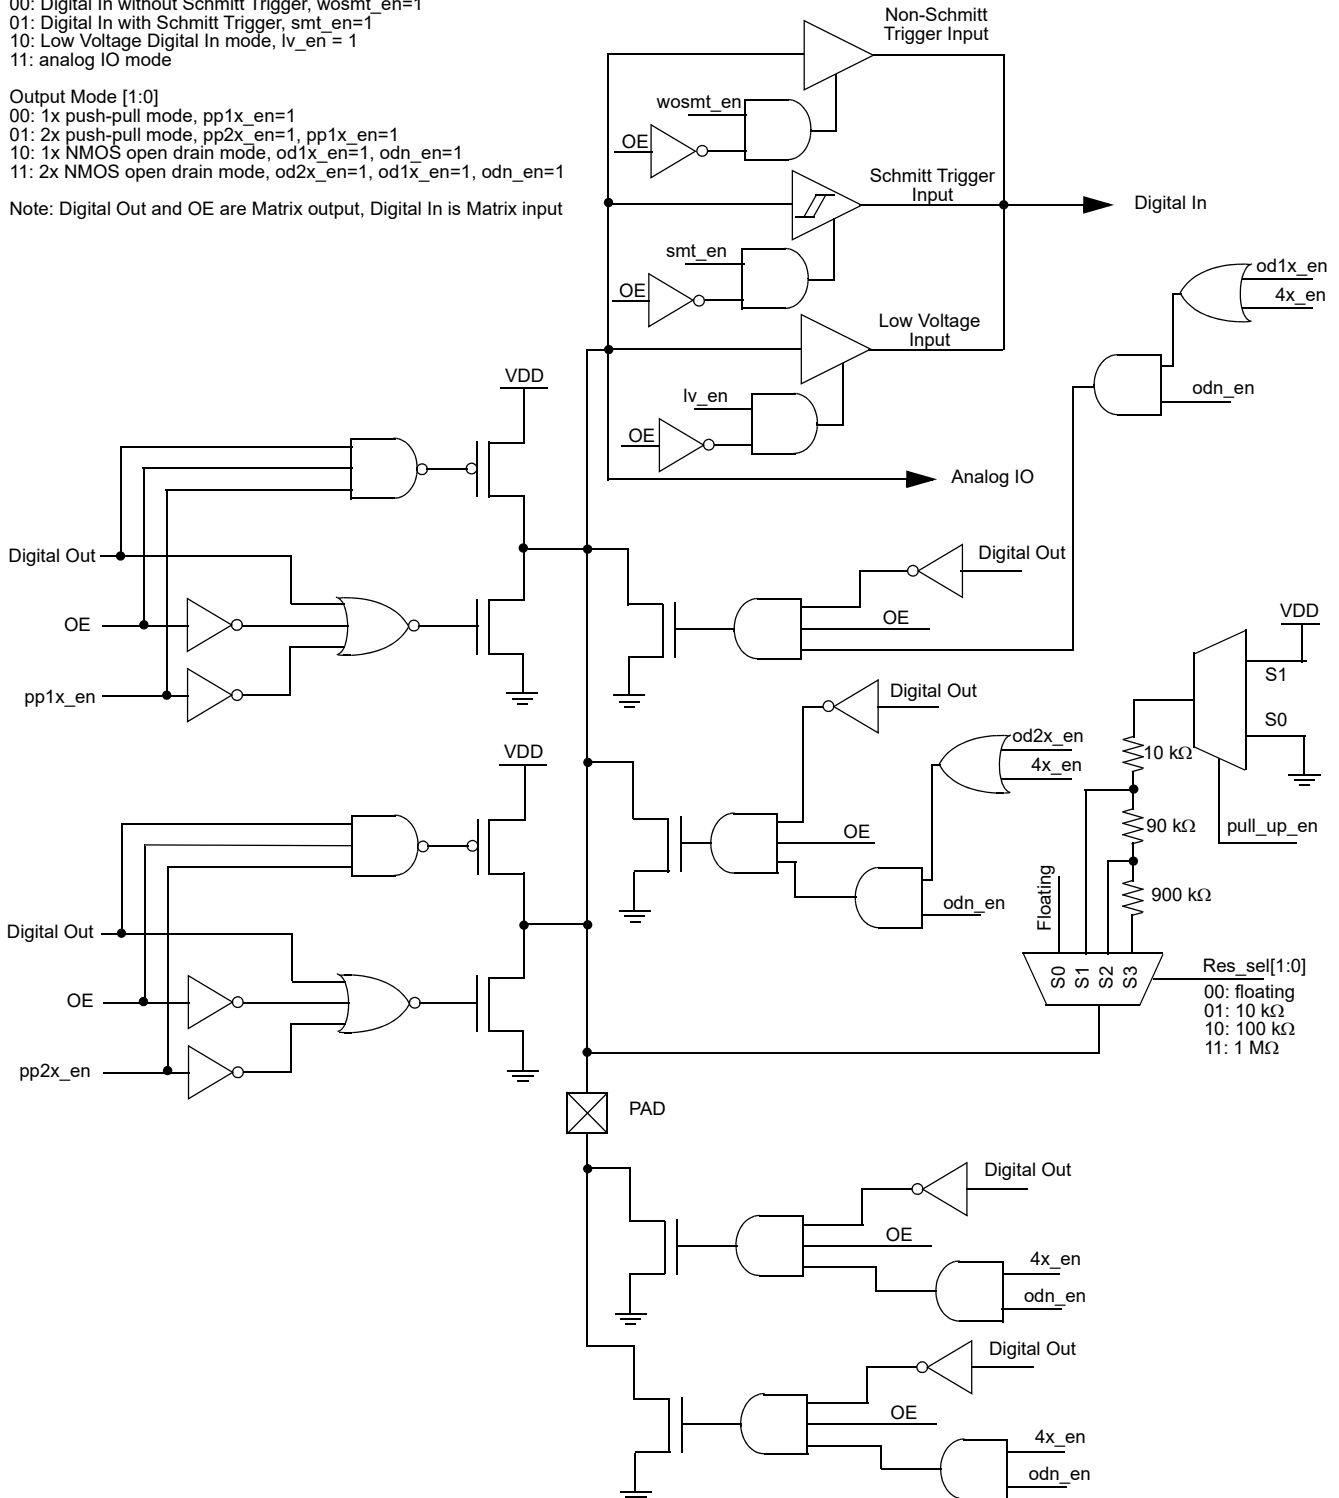 00: Digital In without Schmitt Trigger, wosmt_en=1
01: Digital In with Schmitt Trigger, smt_en=1
10: Low Voltage Digital In mode, lv_en = 1
11: analog IO mode
Output Mode [1:0]
00: 1x push-pull mode, pp1x_en=1
01: 2x push-pull mode, pp2x_en=1, pp1x_en=1
10: 1x NMOS open drain mode, od1x_en=1, odn_en=1
11: 2x NMOS open drain mode, od2x_en=1, od1x_en=1, odn_en=1
Note: Digital Out and OE are Matrix output, Digital In is Matrix input
Non-Schmitt
Trigger Input
wosmt_en
OE
Schmitt Trigger
Input
Digital In
smt_en
OE
od1x_en
4x_en
Low Voltage
Input
odn_en
lv_en
OE
Analog IO
VDD
Digital Out
OE
pp1x_en
Digital Out
OE
VDD
S1
S0
10 kΩ
90 kΩ
900 kΩ
pull_up_en
Digital Out
od2x_en
4x_en
OE
odn_en
VDD
Digital Out
OE
pp2x_en
Floating
S0
S1
S2
S3
Res_sel[1:0]
00: floating
01: 10 kΩ
10: 100 kΩ
11: 1 MΩ
PAD
Digital Out
OE
4x_en
odn_en
Digital Out
OE
4x_en
odn_en